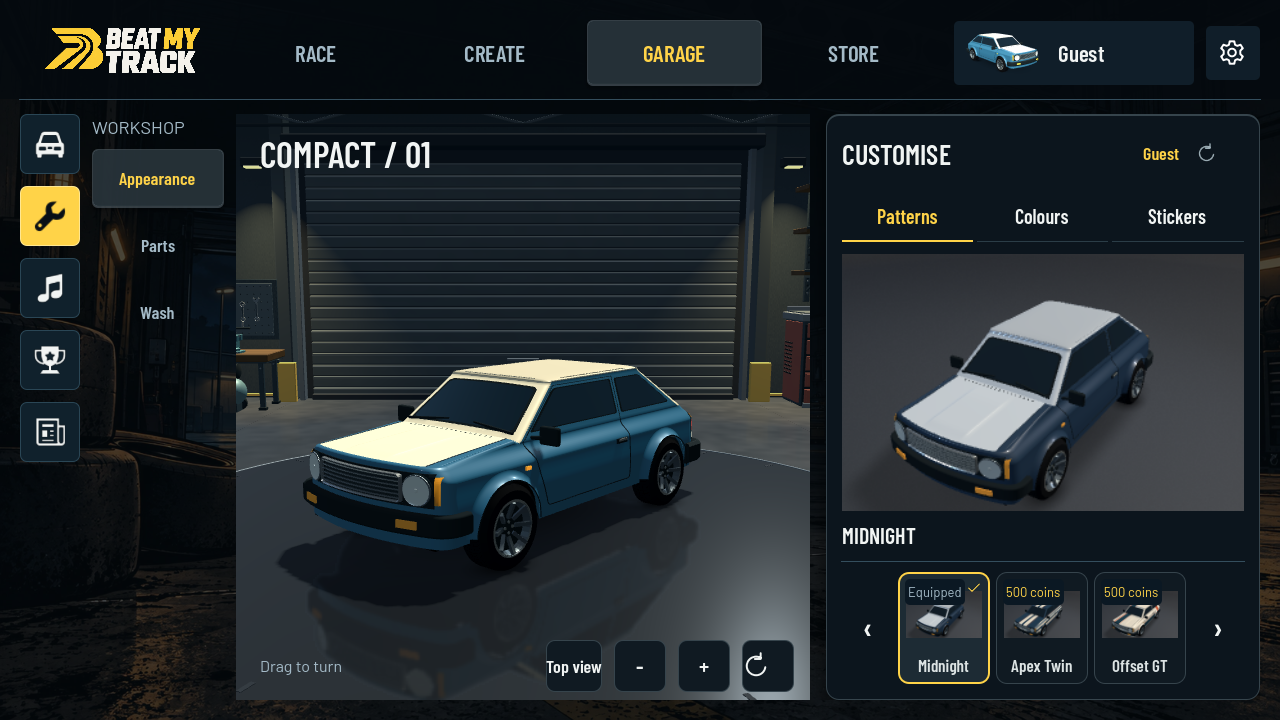 BEAT MY
TRACK
RACE
CREATE
GARAGE
STORE
Guest
WORKSHOP
Appearance
Parts
Wash
COMPACT / 01
Drag to turn
Top view
-
+
CUSTOMISE
Guest
Patterns
Colours
Stickers
MIDNIGHT
Equipped
500 coins
500 coins
Midnight
Apex Twin
Offset GT